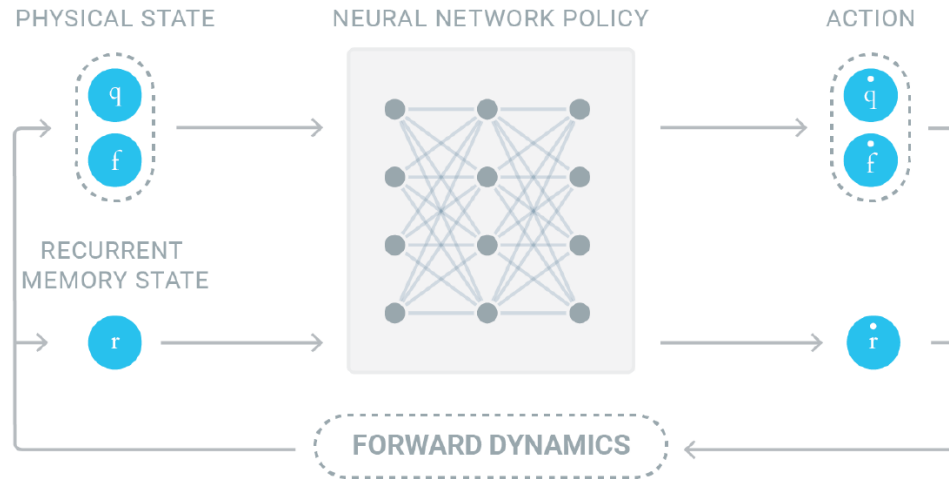 PHYSICAL STATE
NEURAL NETWORK POLICY
ACTION
q
f
q̇
ḟ
RECURRENT
MEMORY STATE
r
ṙ
FORWARD DYNAMICS